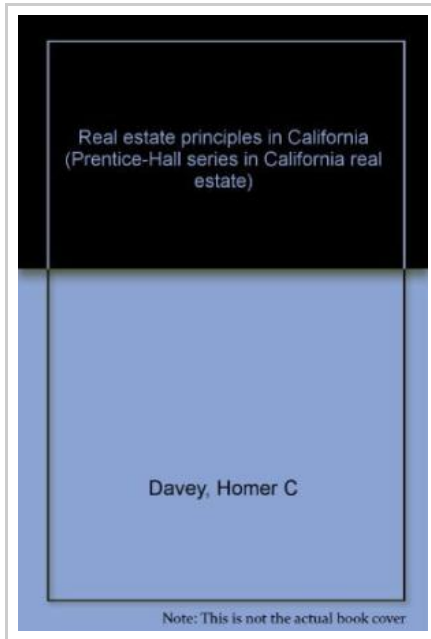 Real estate principles in California
(Prentice-Hall series in California real
estate)
Davey, Homer C
Note: This is not the actual book cover